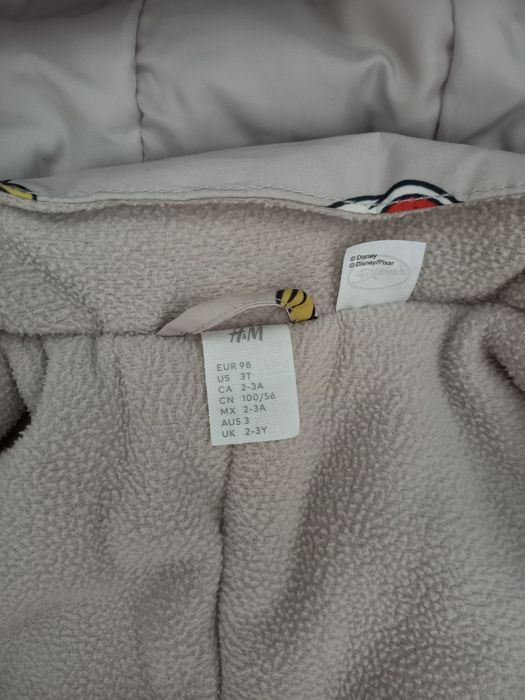 © Disney
© Disney/Pixar
H&M
EUR 98
US 3T
CA 2-3A
CN 100/56
MX 2-3A
AUS 3
UK 2-3Y